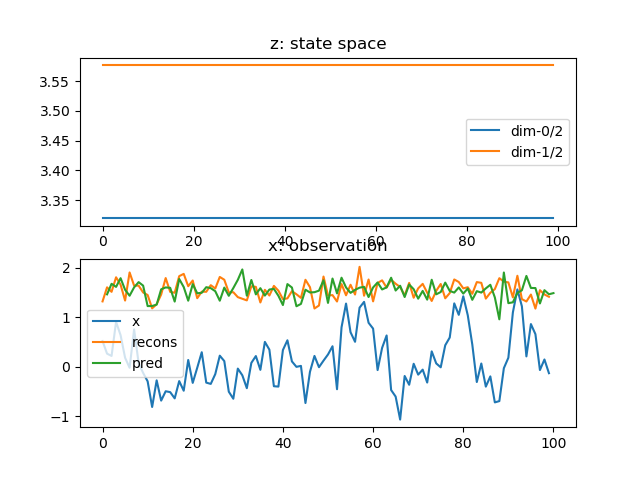 z: state space
3.55
3.50
3.45
3.40
3.35
dim-0/2
dim-1/2
0 20 40 60 80 100
x: observation
2
1
0
−1
x
recons
pred
0 20 40 60 80 100